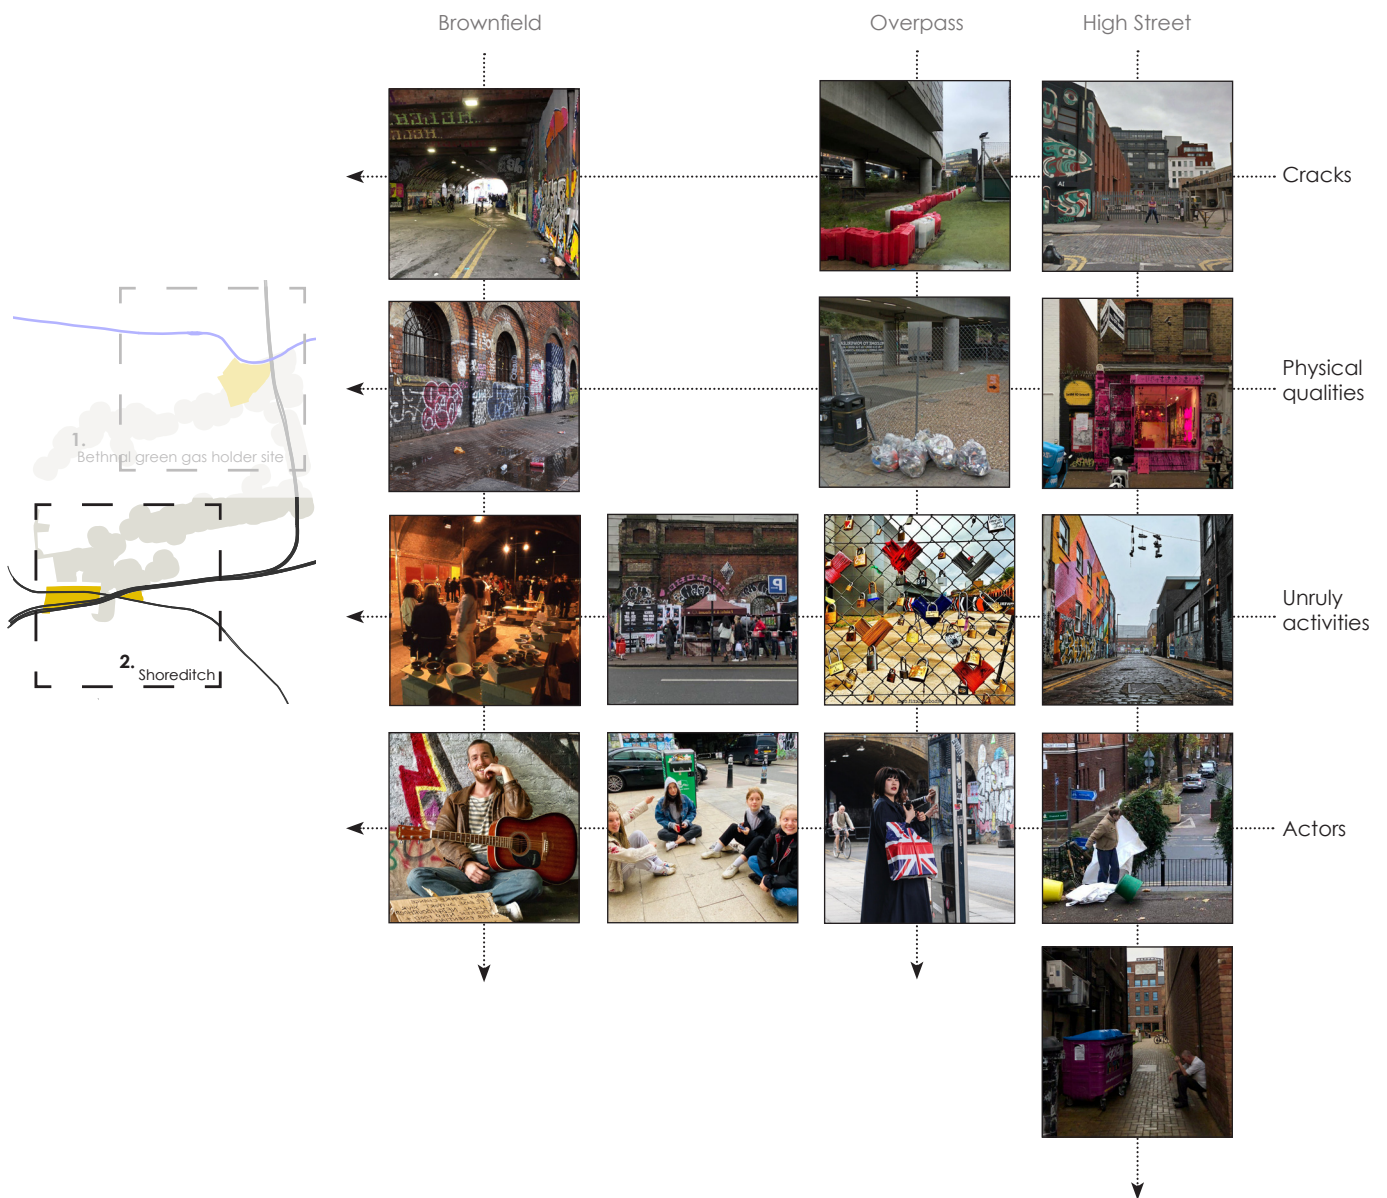 Brownfield
Overpass
High Street
Cracks
Physical
qualities
P
1.
Bethnal green gas holder site
Unruly
activities
2.
Shoreditch
Actors